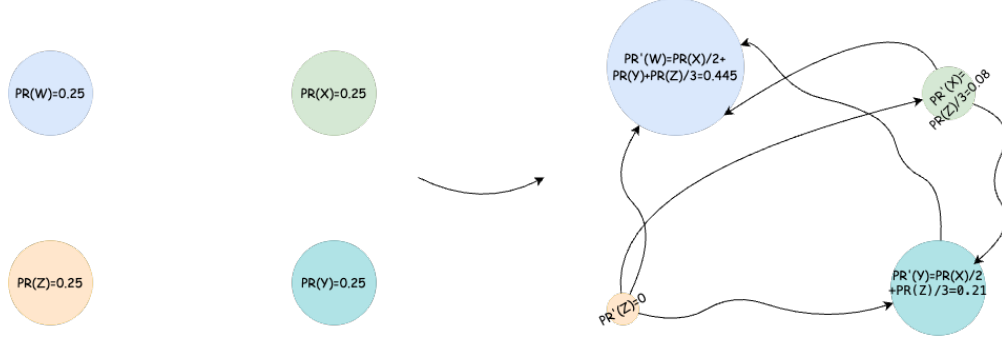 PR(W)=0.25
PR(X)=0.25
PR(Z)=0.25
PR(Y)=0.25
PR'(W)=PR(X)/2+
PR(Y)+PR(Z)/3=0.445
PR'(X)=
PR(Z)/3=0.08
PR'(Z)=0
PR'(Y)=PR(X)/2
+PR(Z)/3=0.21